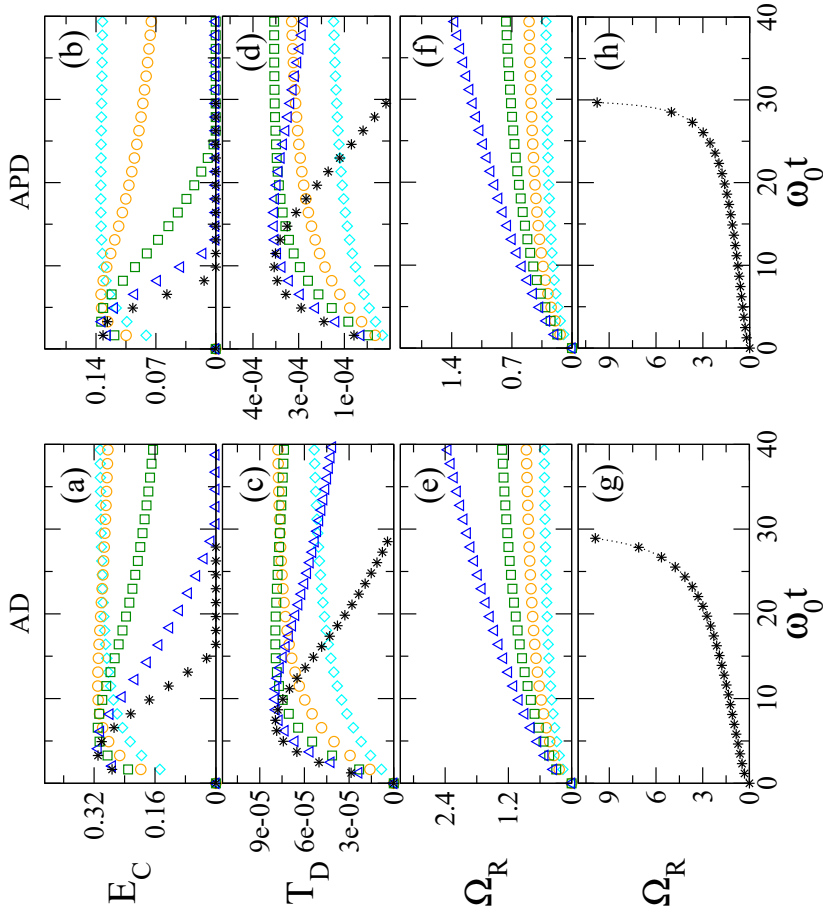 AD
APD
E_C
0.32
0.16
0
(a)
0.14
0.07
0
(b)
T_D
9e-05
6e-05
3e-05
0
(c)
4e-04
3e-04
1e-04
(d)
Ω_R
2.4
1.2
0
(e)
1.4
0.7
0
(f)
Ω_R
9
6
3
0
(g)
9
6
3
0
(h)
0 10 20 30 40
0 10 20 30 40
ω_0t
ω_0t